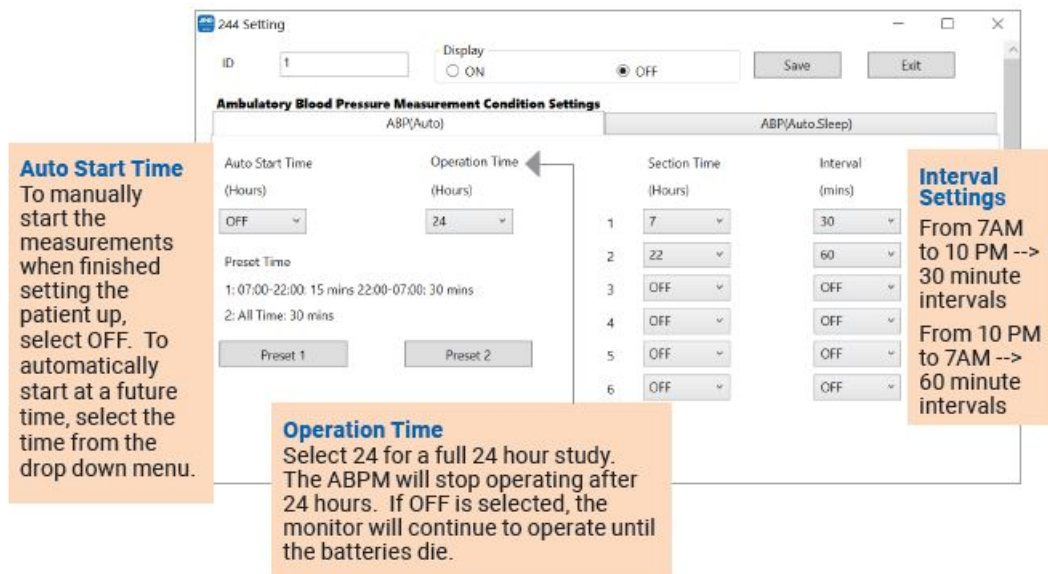 244 Setting
ID
1
Display
ON
OFF
Save
Exit
Ambulatory Blood Pressure Measurement Condition Settings
ABP(Auto)
ABP(Auto.Sleep)
Auto Start Time
To manually
start the
measurements
when finished
setting the
patient up,
select OFF. To
automatically
start at a future
time, select the
time from the
drop down menu.
Auto Start Time
(Hours)
OFF
Operation Time
(Hours)
24
Preset Time
1: 07:00-22:00: 15 mins 22:00-07:00: 30 mins
2: All Time: 30 mins
Preset 1
Preset 2
Section Time
Interval
(Hours)
(mins)
1 7 30
2 22 60
3 OFF OFF
4 OFF OFF
5 OFF OFF
6 OFF OFF
Interval
Settings
From 7AM
to 10 PM -->
30 minute
intervals
From 10 PM
to 7AM -->
60 minute
intervals
Operation Time
Select 24 for a full 24 hour study.
The ABPM will stop operating after
24 hours. If OFF is selected, the
monitor will continue to operate until
the batteries die.